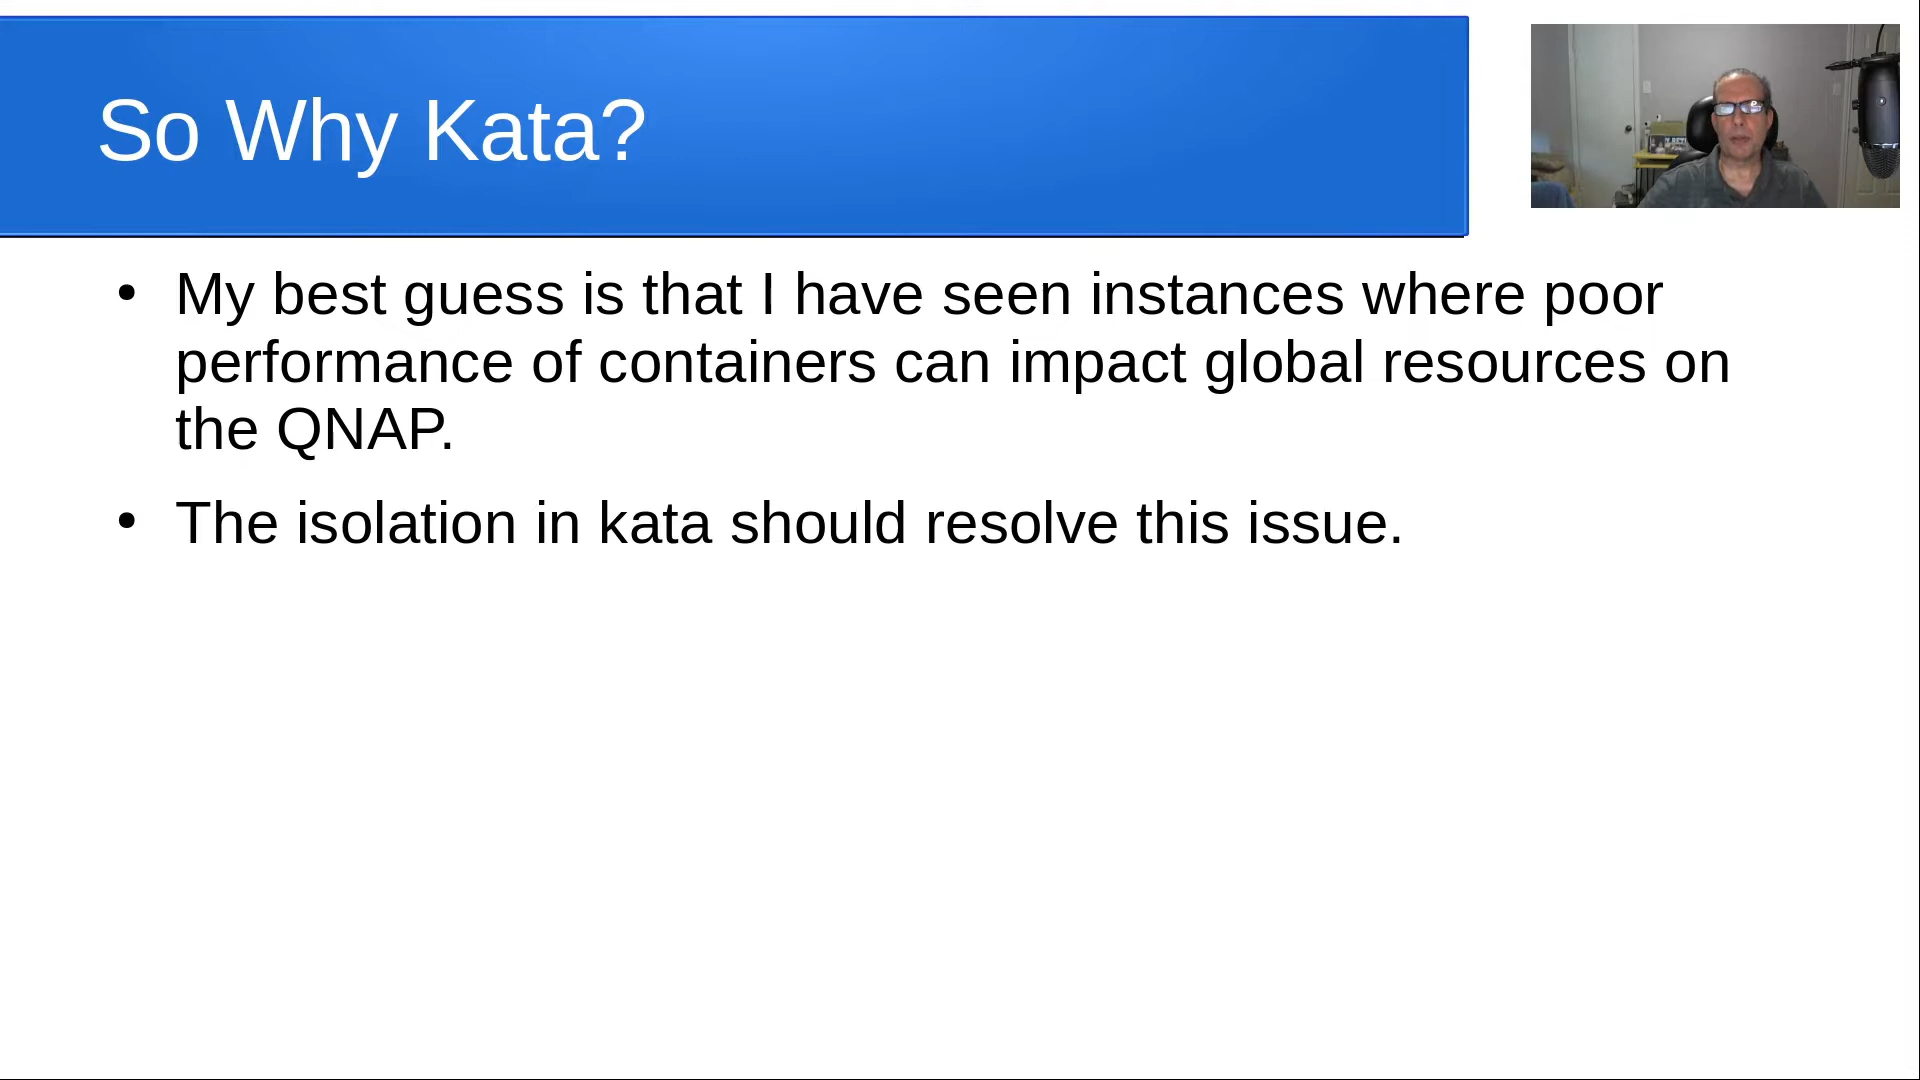 So Why Kata?
• My best guess is that I have seen instances where poor
performance of containers can impact global resources on
the QNAP.
• The isolation in kata should resolve this issue.